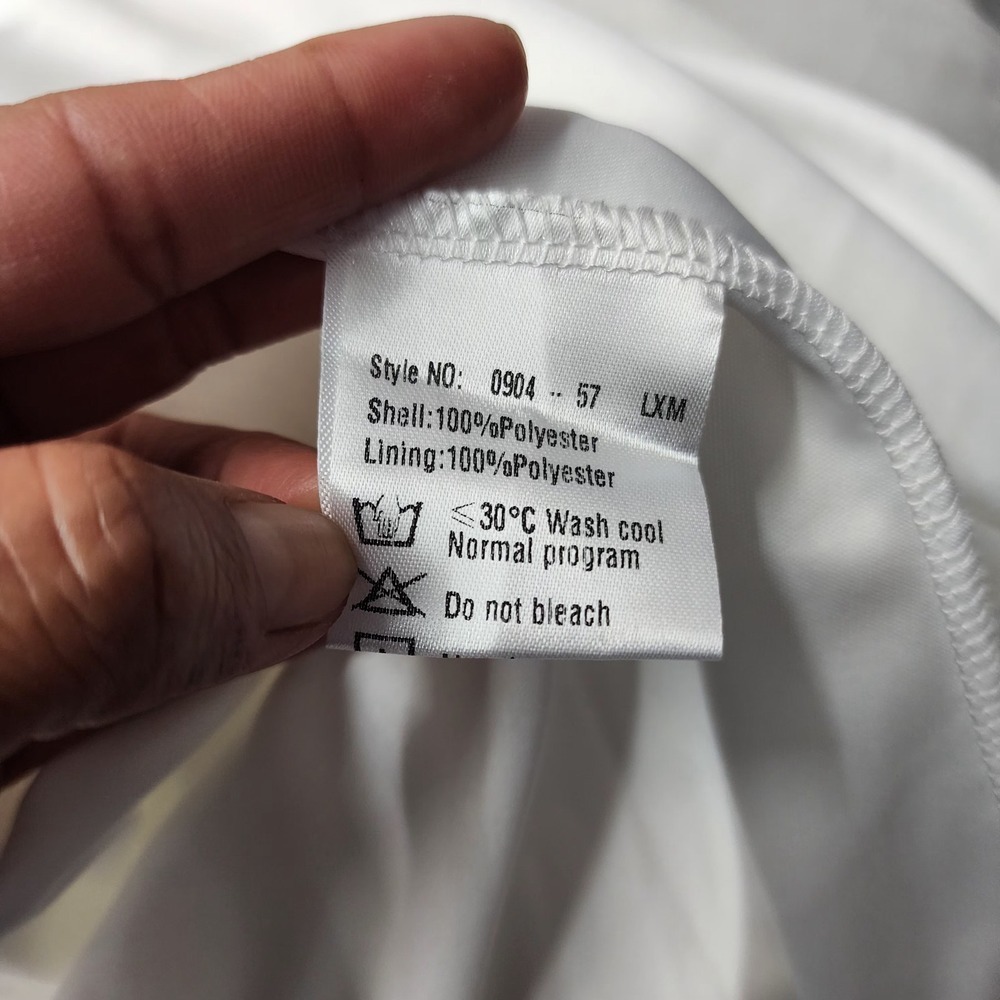 Style NO: 0904 -- 57 LXM
Shell:100%Polyester
Lining:100%Polyester
≤30°C Wash cool
Normal program
Do not bleach